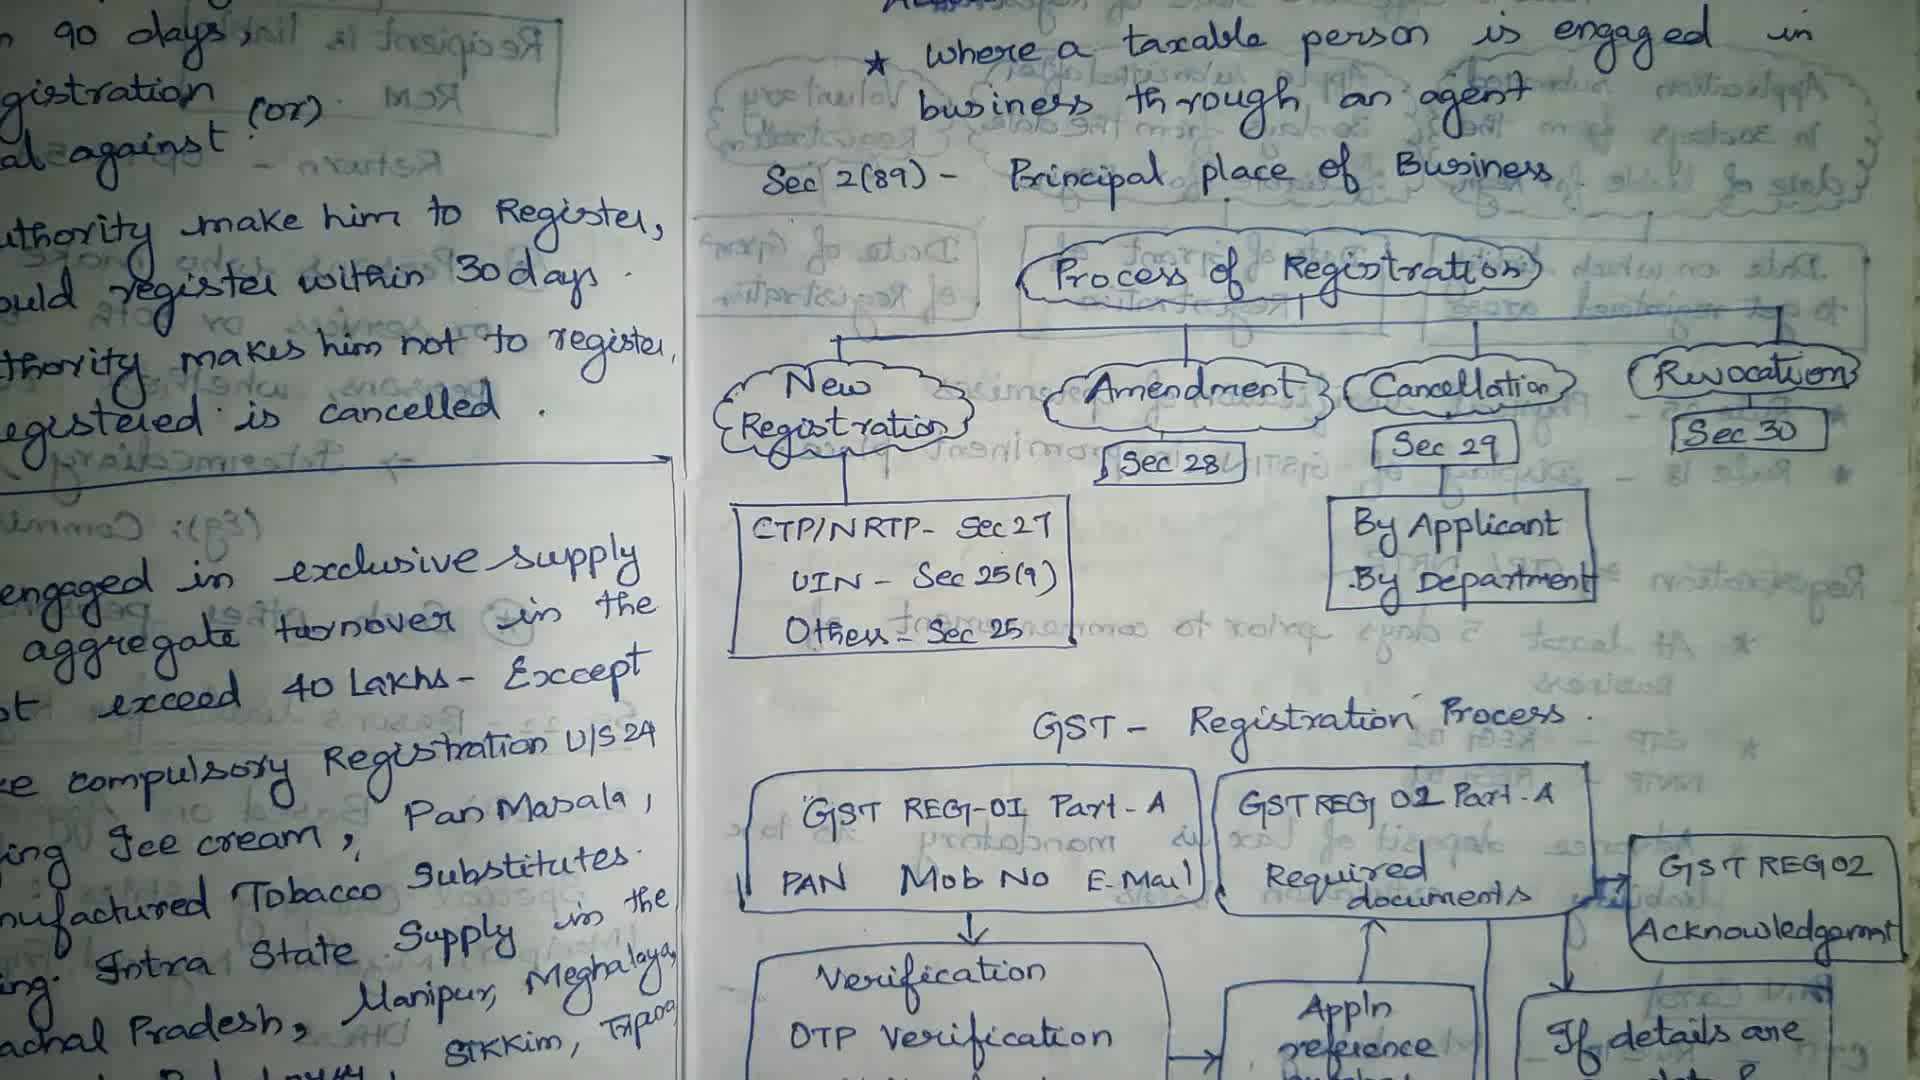 90 days,
gistration (or)
al against
uthority make him to Register,
ould register within 30 days.
thority makes him not to register,
egistered is cancelled.
engaged in exclusive supply
aggregate turnover in the
exceed 40 Lakhs - Except
compulsory Registration U/S 24
ing Ice cream, Pan Masala,
nufactured Tobacco Substitutes.
ing. Intra State Supply in the
achal Pradesh, Manipur, Meghalaya,
Sikkim, Tripura,
★ where a taxable person is engaged in
business through an agent
Sec 2(89) - Principal place of Business
Process of Registration
New
Registration
Amendment
Cancellation
Revocation
Sec 28
Sec 29
Sec 30
CTP/NRTP - Sec 27
UIN - Sec 25(9)
Others - Sec 25
By Applicant
By Department
GST - Registration Process.
GST REG-01 Part-A
PAN Mob No E-Mail
GST REG 02 Part-A
Required
documents
GST REG 02
Acknowledgemnt
Verification
OTP Verification
Appln
reference
If details are